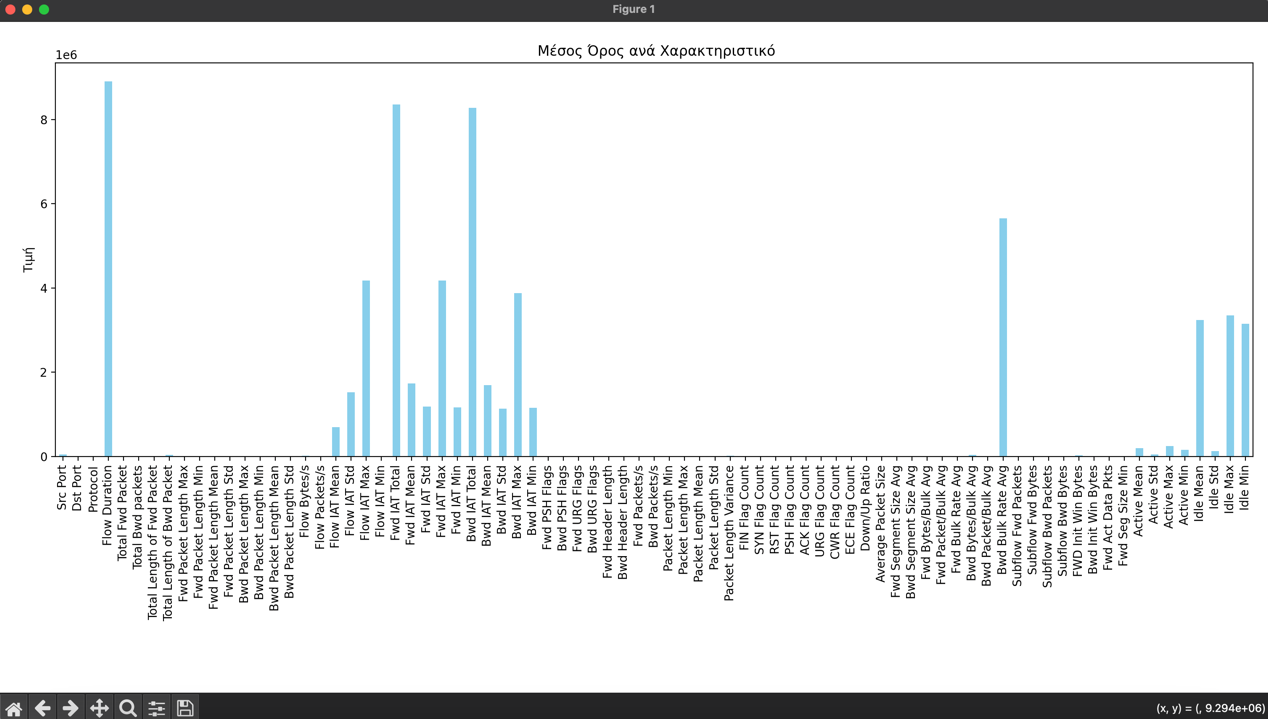 Figure 1
Μέσος Όρος ανά Χαρακτηριστικό
1e6
8
6
4
2
0
Τιμή
Src Port
Dst Port
Protocol
Flow Duration
Total Fwd Packet
Total Bwd packets
Total Length of Fwd Packet
Total Length of Bwd Packet
Fwd Packet Length Max
Fwd Packet Length Min
Fwd Packet Length Mean
Fwd Packet Length Std
Bwd Packet Length Max
Bwd Packet Length Min
Bwd Packet Length Mean
Bwd Packet Length Std
Flow Bytes/s
Flow Packets/s
Flow IAT Mean
Flow IAT Std
Flow IAT Max
Flow IAT Min
Fwd IAT Total
Fwd IAT Mean
Fwd IAT Std
Fwd IAT Max
Fwd IAT Min
Bwd IAT Total
Bwd IAT Mean
Bwd IAT Std
Bwd IAT Max
Bwd IAT Min
Fwd PSH Flags
Bwd PSH Flags
Fwd URG Flags
Bwd URG Flags
Fwd Header Length
Bwd Header Length
Fwd Packets/s
Bwd Packets/s
Packet Length Min
Packet Length Max
Packet Length Mean
Packet Length Std
Packet Length Variance
FIN Flag Count
SYN Flag Count
RST Flag Count
PSH Flag Count
ACK Flag Count
URG Flag Count
CWR Flag Count
ECE Flag Count
Down/Up Ratio
Average Packet Size
Fwd Segment Size Avg
Bwd Segment Size Avg
Fwd Bytes/Bulk Avg
Fwd Packet/Bulk Avg
Fwd Bulk Rate Avg
Bwd Bytes/Bulk Avg
Bwd Packet/Bulk Avg
Bwd Bulk Rate Avg
Subflow Fwd Packets
Subflow Fwd Bytes
Subflow Bwd Packets
Subflow Bwd Bytes
FWD Init Win Bytes
Bwd Init Win Bytes
Fwd Act Data Pkts
Fwd Seg Size Min
Active Mean
Active Std
Active Max
Active Min
Idle Mean
Idle Std
Idle Max
Idle Min
(x, y) = (, 9.294e+06)